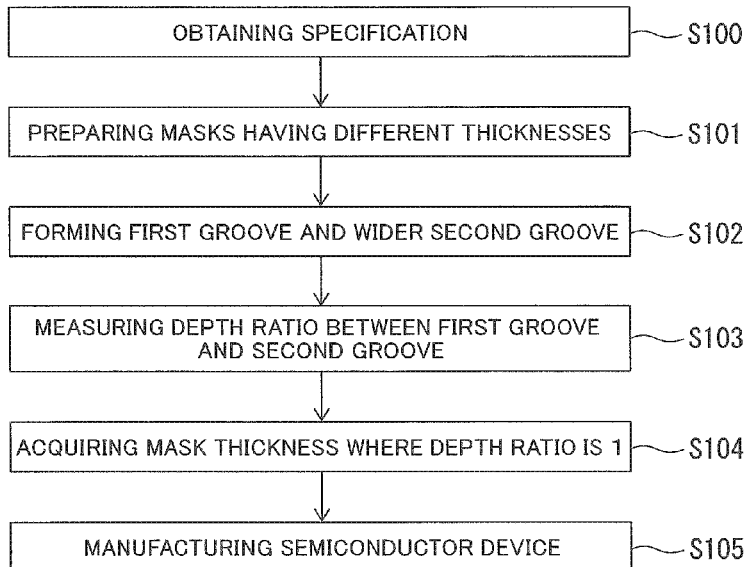 OBTAINING SPECIFICATION S100
PREPARING MASKS HAVING DIFFERENT THICKNESSES S101
FORMING FIRST GROOVE AND WIDER SECOND GROOVE S102
MEASURING DEPTH RATIO BETWEEN FIRST GROOVE
AND SECOND GROOVE S103
ACQUIRING MASK THICKNESS WHERE DEPTH RATIO IS 1 S104
MANUFACTURING SEMICONDUCTOR DEVICE S105